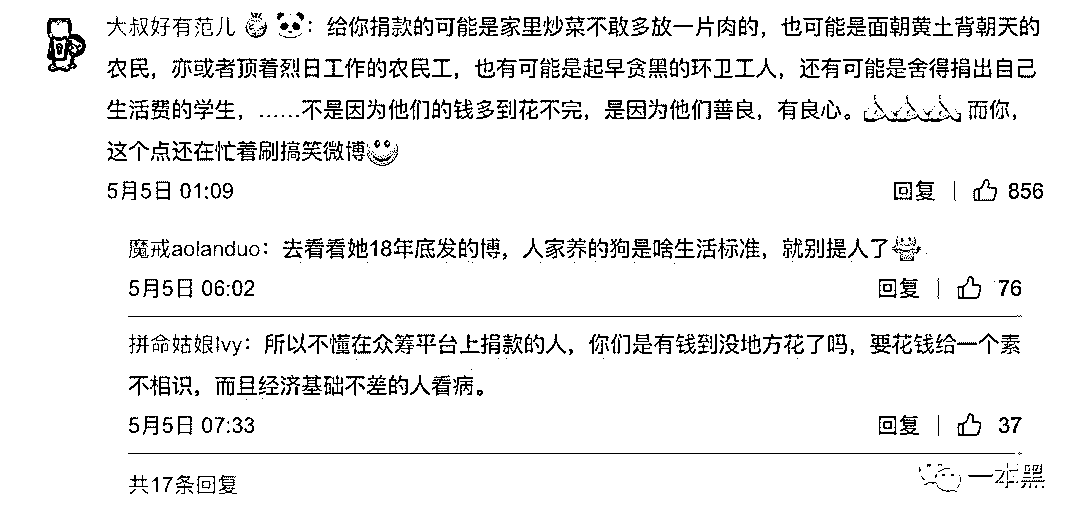 大叔好有范儿：给你捐款的可能是家里炒菜不敢多放一片肉的，也可能是面朝黄土背朝天的
农民，亦或者顶着烈日工作的农民工，也有可能是起早贪黑的环卫工人，还有可能是舍得捐出自己
生活费的学生，……不是因为他们的钱多到花不完，是因为他们善良，有良心。而你，
这个点还在忙着刷搞笑微博
5月5日 01:09 回复 856
魔戒aolanduo：去看看她18年底发的博，人家养的狗是啥生活标准，就别提人了
5月5日 06:02 回复 76
拼命姑娘Ivy：所以不懂在众筹平台上捐款的人，你们是有钱到没地方花了吗，要花钱给一个素
不相识，而且经济基础不差的人看病。
5月5日 07:33 回复 37
共17条回复
一本黑